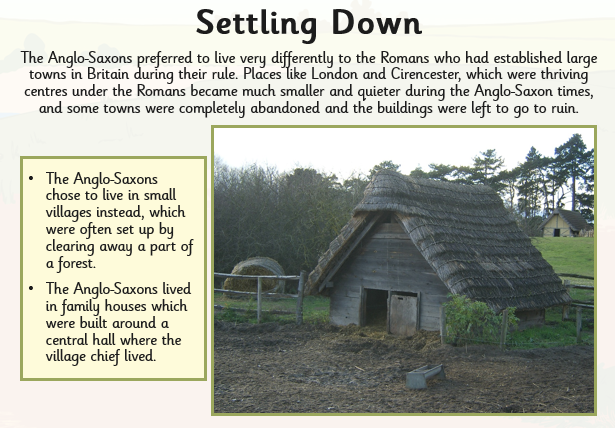 Settling Down
The Anglo-Saxons preferred to live very differently to the Romans who had established large
towns in Britain during their rule. Places like London and Cirencester, which were thriving
centres under the Romans became much smaller and quieter during the Anglo-Saxon times,
and some towns were completely abandoned and the buildings were left to go to ruin.
• The Anglo-Saxons
chose to live in small
villages instead, which
were often set up by
clearing away a part of
a forest.
• The Anglo-Saxons lived
in family houses which
were built around a
central hall where the
village chief lived.